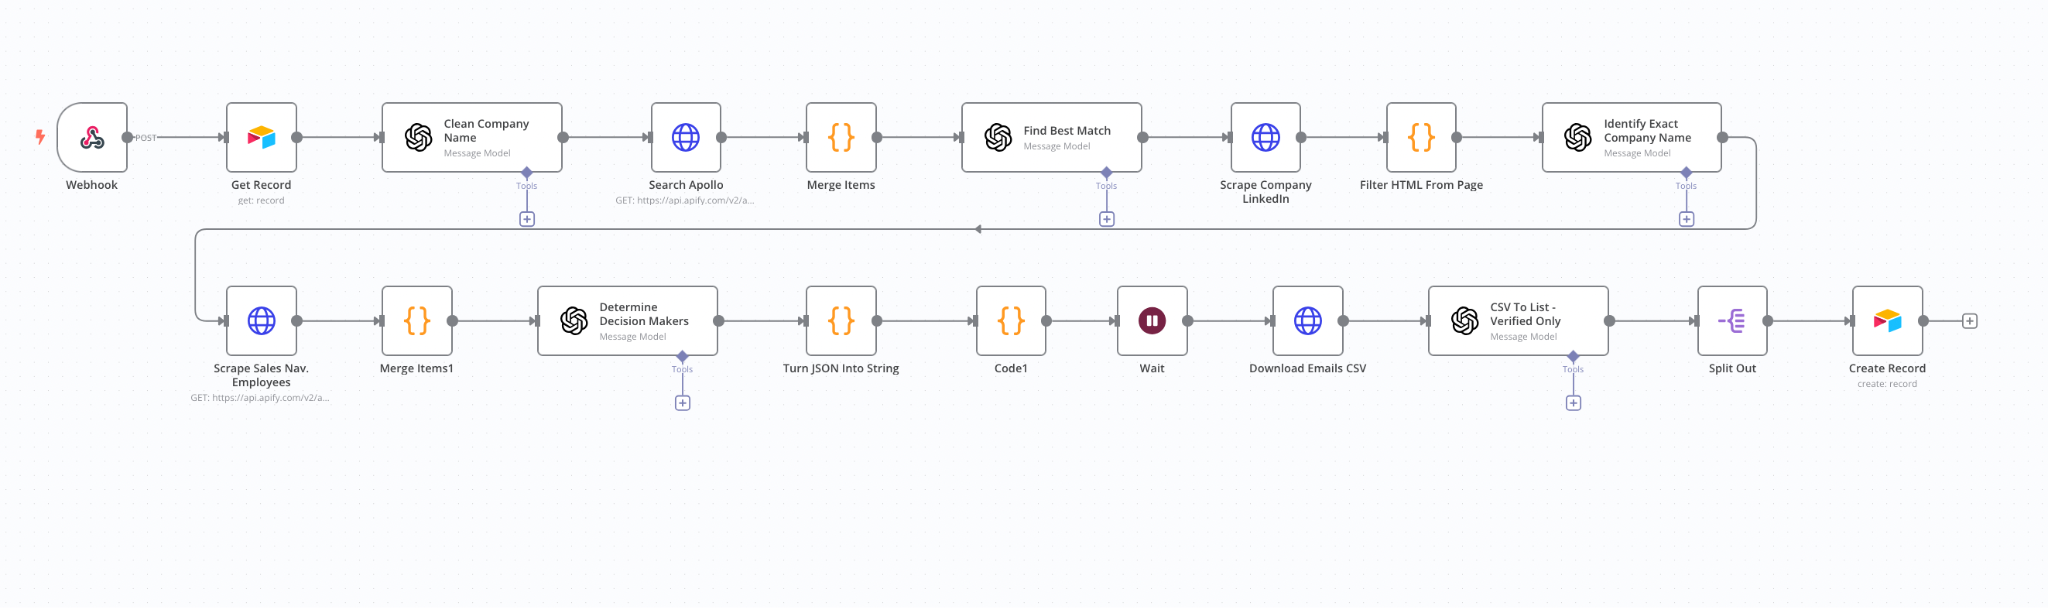 POST
Webhook
Get Record
get: record
Clean Company
Name
Message Model
Tools
Search Apollo
GET: https://api.apify.com/v2/a...
Merge Items
Find Best Match
Message Model
Tools
Scrape Company
LinkedIn
Filter HTML From Page
Identify Exact
Company Name
Message Model
Tools
Scrape Sales Nav.
Employees
GET: https://api.apify.com/v2/a...
Merge Items1
Determine
Decision Makers
Message Model
Tools
Turn JSON Into String
Code1
Wait
Download Emails CSV
CSV To List -
Verified Only
Message Model
Tools
Split Out
Create Record
create: record